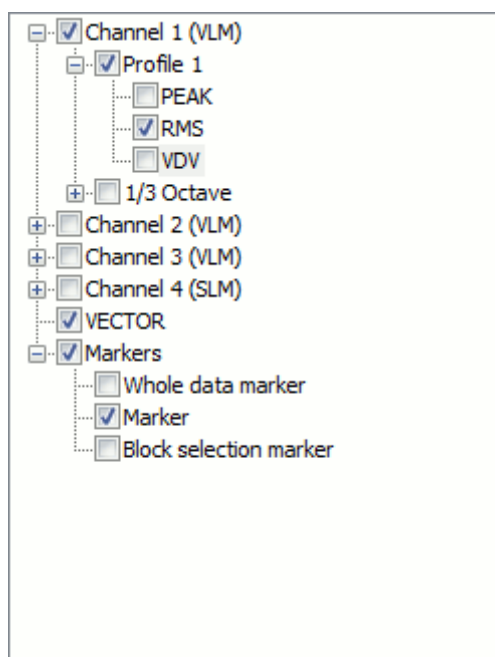 Channel 1 (VLM)
Profile 1
PEAK
RMS
VDV
1/3 Octave
Channel 2 (VLM)
Channel 3 (VLM)
Channel 4 (SLM)
VECTOR
Markers
Whole data marker
Marker
Block selection marker